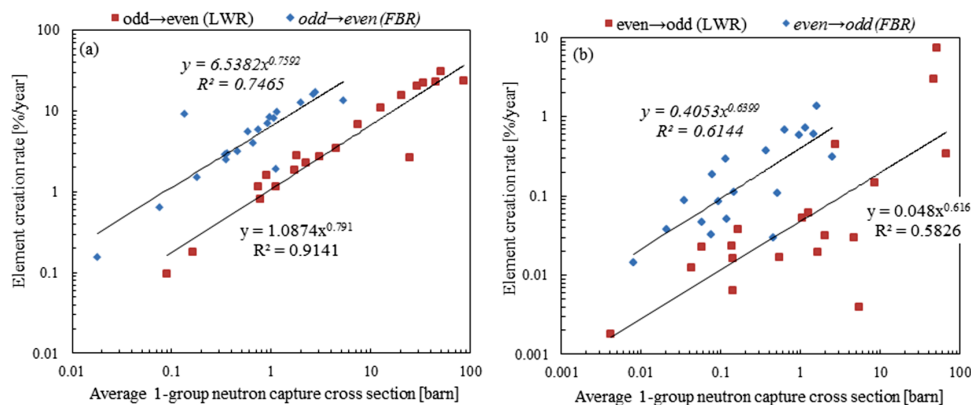 odd→even (LWR) odd→even (FBR)
(a)
Element creation rate [%/year]
100
10
1
0.1
0.01
y = 6.5382x^0.7592
R² = 0.7465
y = 1.0874x^0.791
R² = 0.9141
0.01 0.1 1 10 100
Average 1-group neutron capture cross section [barn]
even→odd (LWR) even→odd (FBR)
(b)
Element creation rate [%/year]
10
1
0.1
0.01
0.001
y = 0.4053x^0.6399
R² = 0.6144
y = 0.048x^0.616
R² = 0.5826
0.001 0.01 0.1 1 10 100
Average 1-group neutron capture cross section [barn]